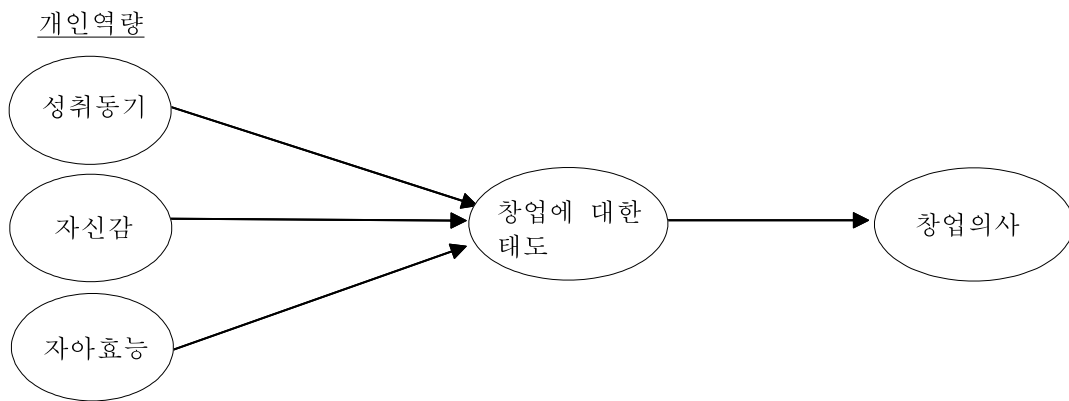 개인역량
성취동기
자신감
자아효능
창업에 대한
태도
창업의사